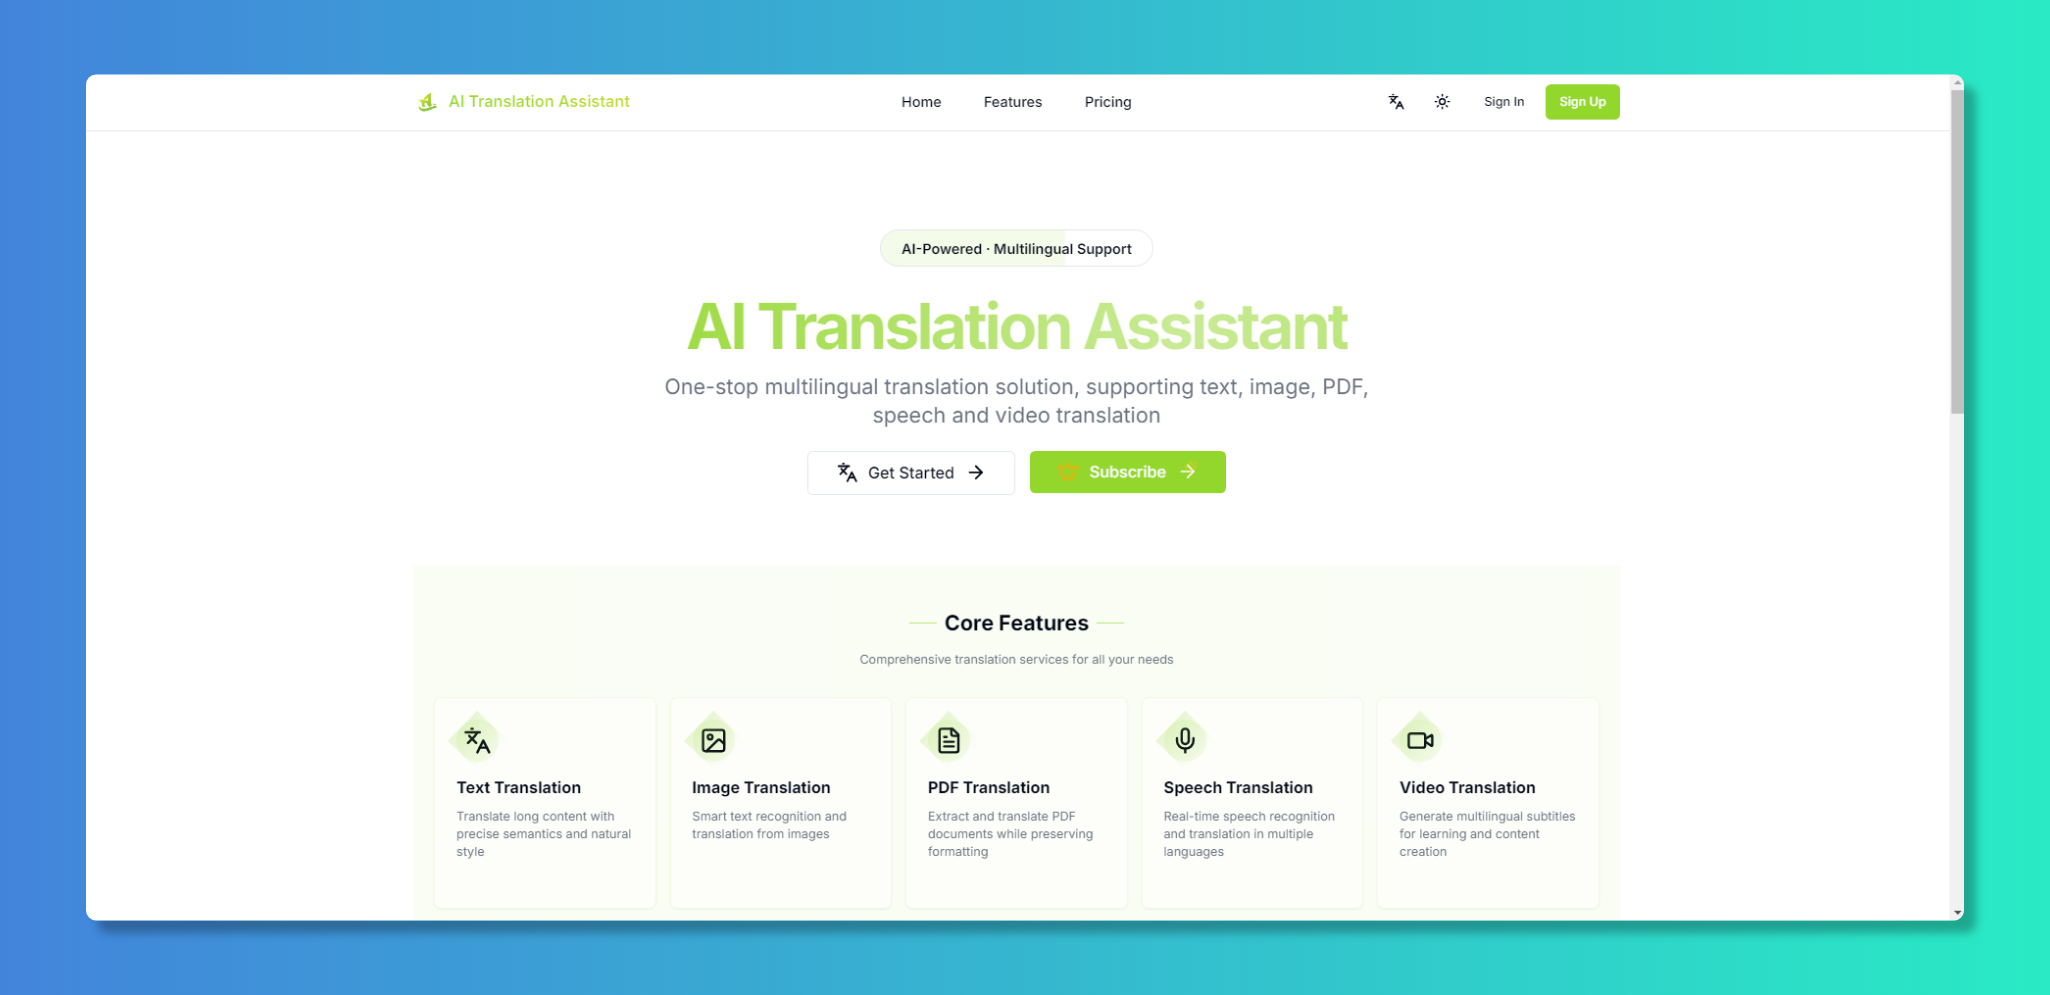 AI Translation Assistant
Home
Features
Pricing
Sign In
Sign Up
AI-Powered · Multilingual Support
AI Translation Assistant
One-stop multilingual translation solution, supporting text, image, PDF,
speech and video translation
Get Started
Subscribe
Core Features
Comprehensive translation services for all your needs
Text Translation
Translate long content with
precise semantics and natural
style
Image Translation
Smart text recognition and
translation from images
PDF Translation
Extract and translate PDF
documents while preserving
formatting
Speech Translation
Real-time speech recognition
and translation in multiple
languages
Video Translation
Generate multilingual subtitles
for learning and content
creation